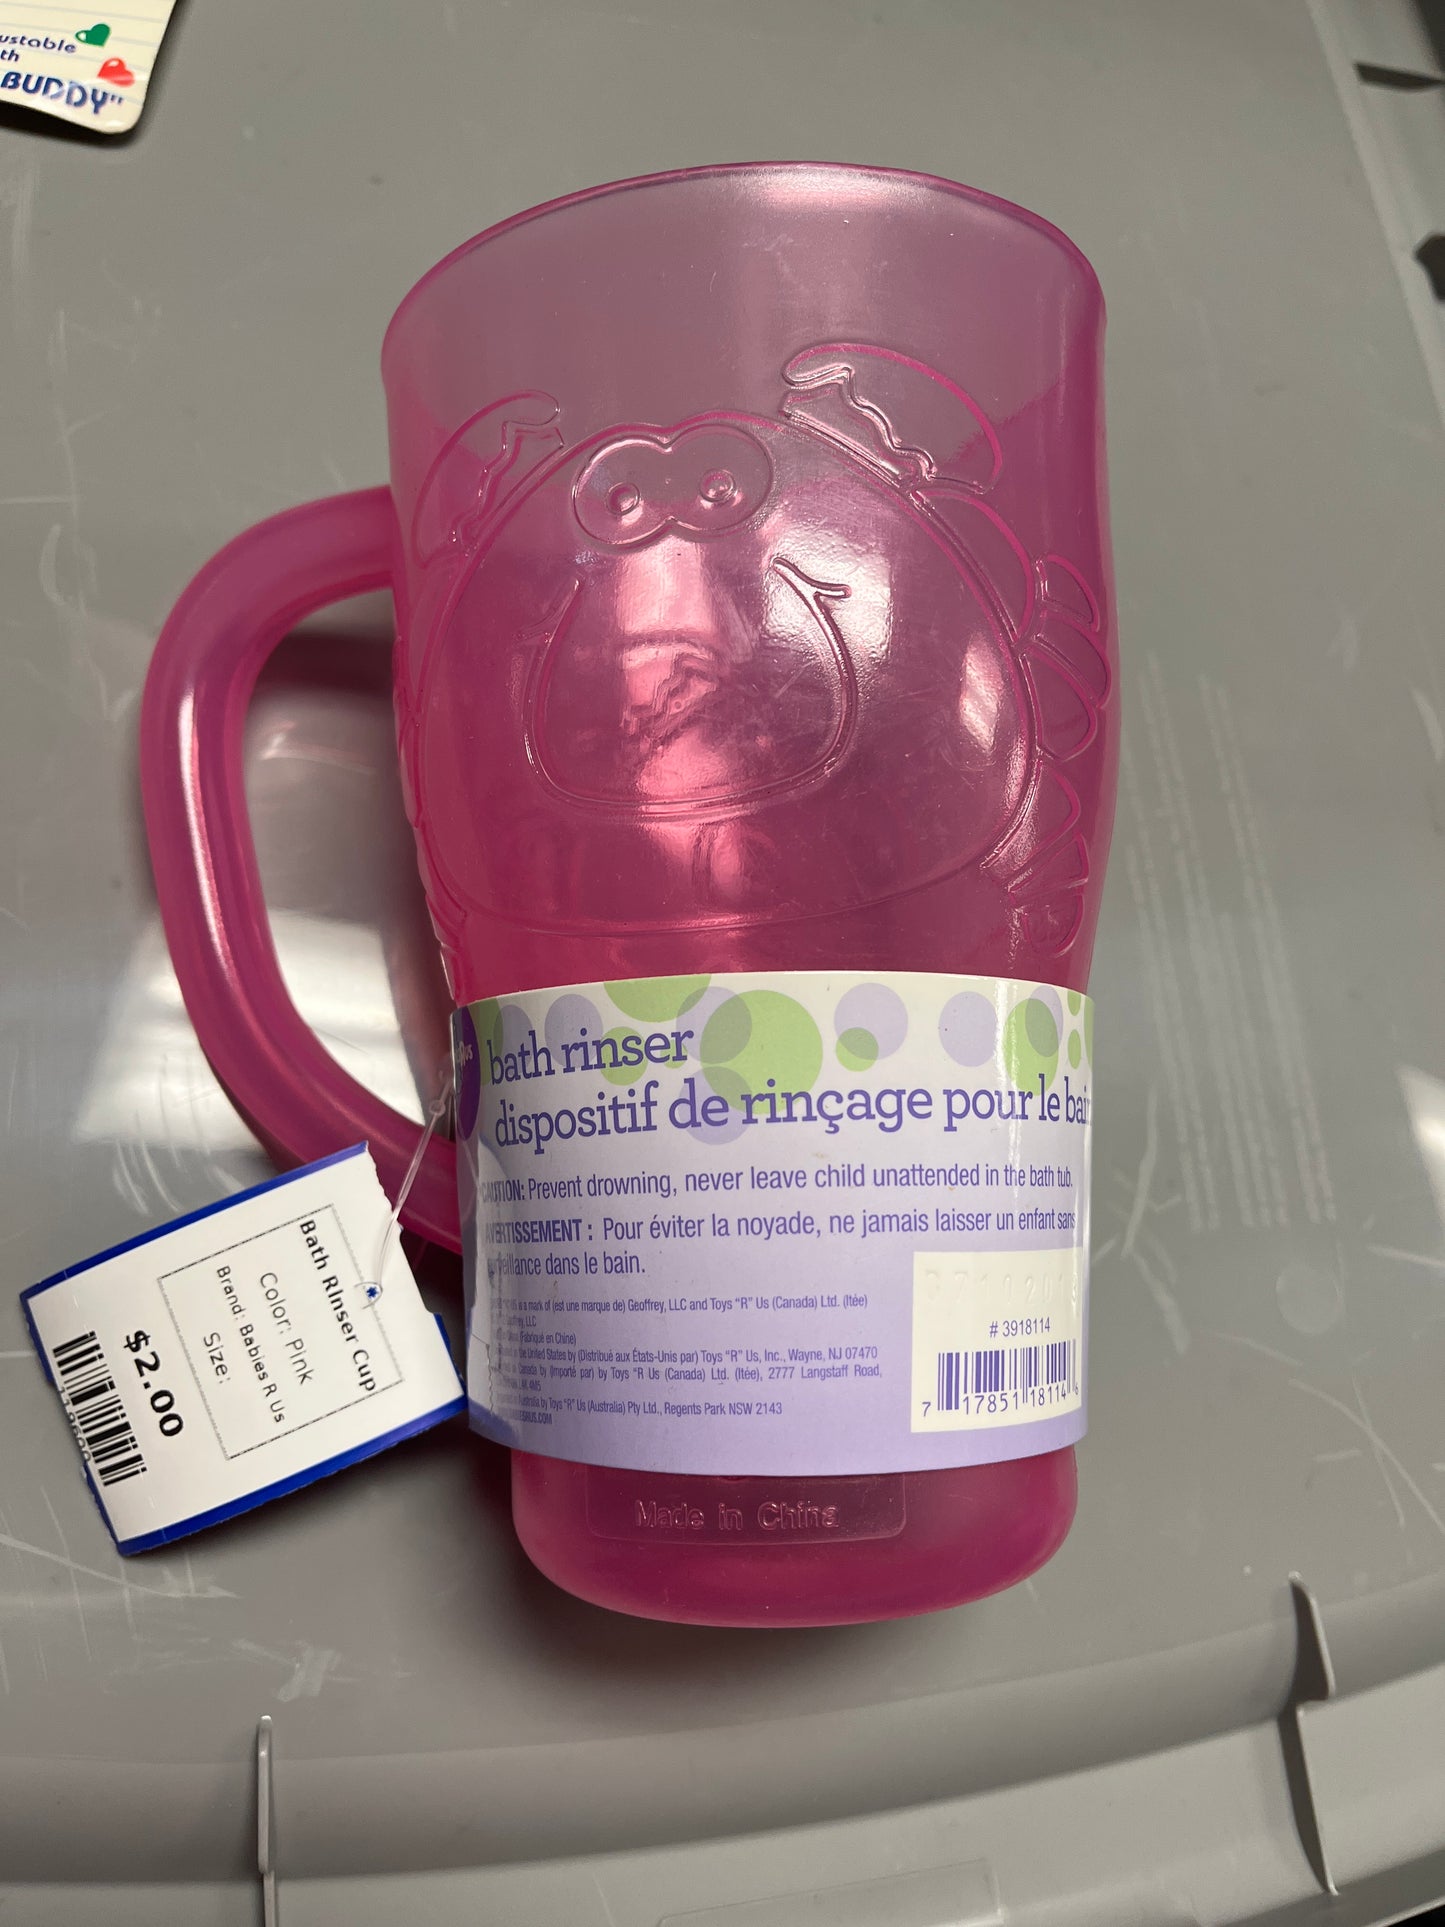 ustable
th
BUDDY"
bath rinser
dispositif de rinçage pour le bai
CAUTION: Prevent drowning, never leave child unattended in the bath tub.
AVERTISSEMENT : Pour éviter la noyade, ne jamais laisser un enfant sans
dans le bain.
is a mark of (est une marque de) Geoffrey, LLC and Toys "R" Us (Canada) Ltd. (ltée)
LLC
(Fabriqué en Chine)
the United States by (Distribué aux États-Unis par) Toys "R" Us, Inc., Wayne, NJ 07470
Canada by (Importé par) by Toys "R Us (Canada) Ltd. (ltée), 2777 Langstaff Road,
4M5
Australia by Toys "R" Us (Australia) Pty Ltd., Regents Park NSW 2143
# 3918114
7 17851 18114 6
Made in China
Bath RInser Cup
Color: Pink
Brand: Babies R Us
Size:
$2.00